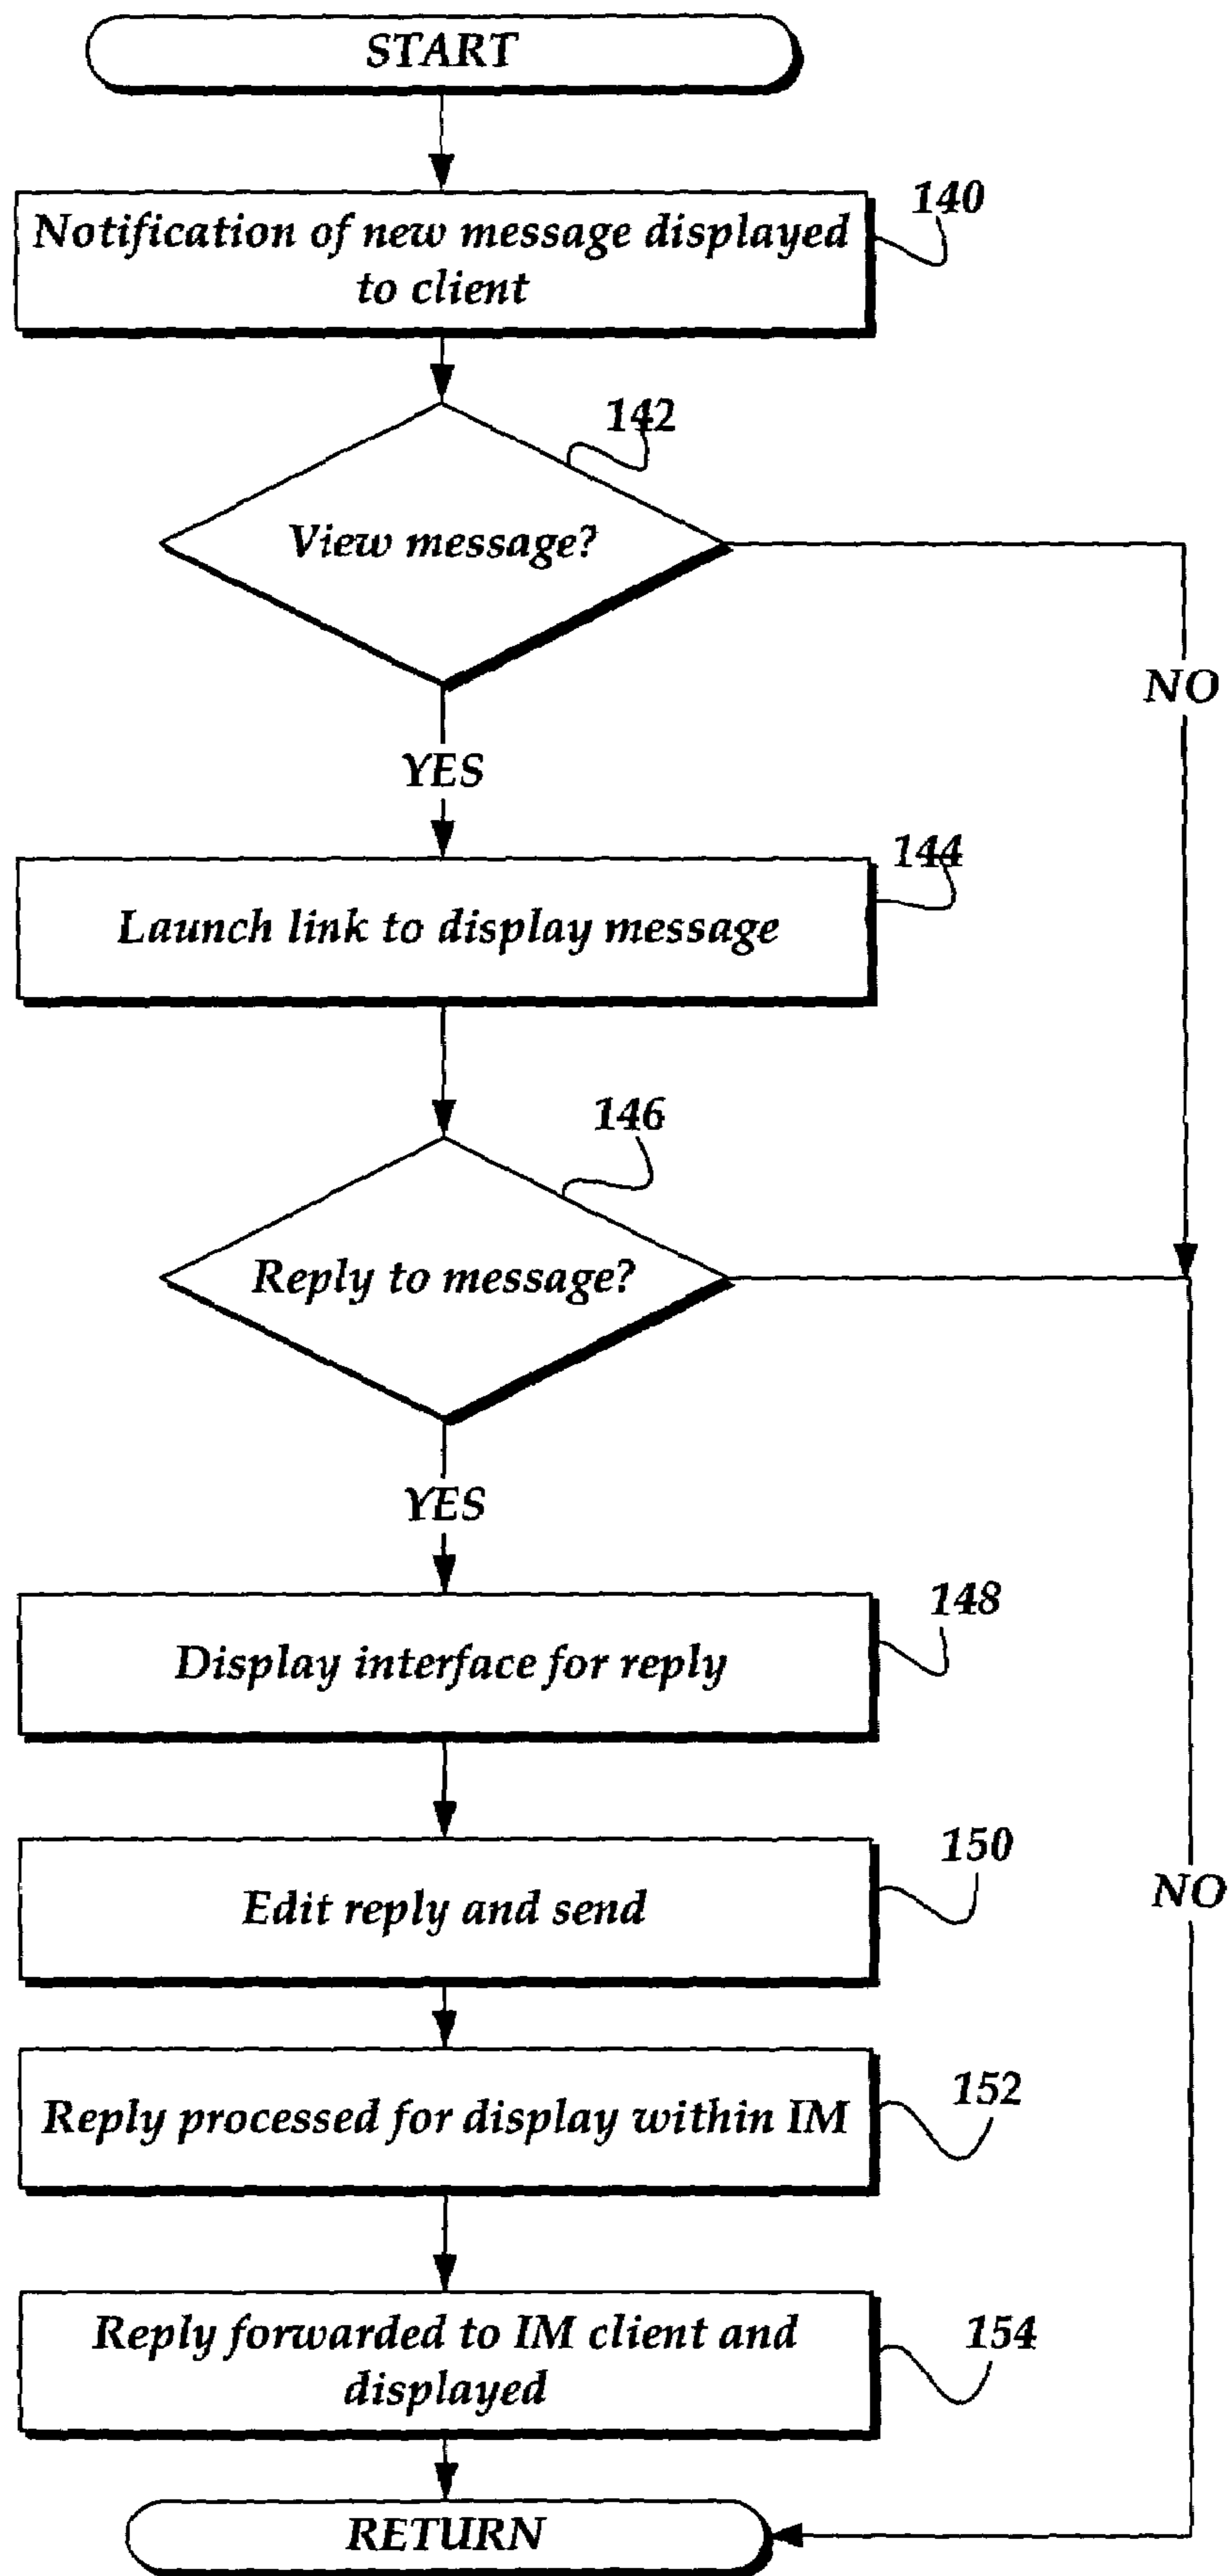 START
140
Notification of new message displayed
to client
142
View message?
NO
YES
144
Launch link to display message
146
Reply to message?
YES
148
Display interface for reply
150
Edit reply and send
NO
152
Reply processed for display within IM
154
Reply forwarded to IM client and
displayed
RETURN